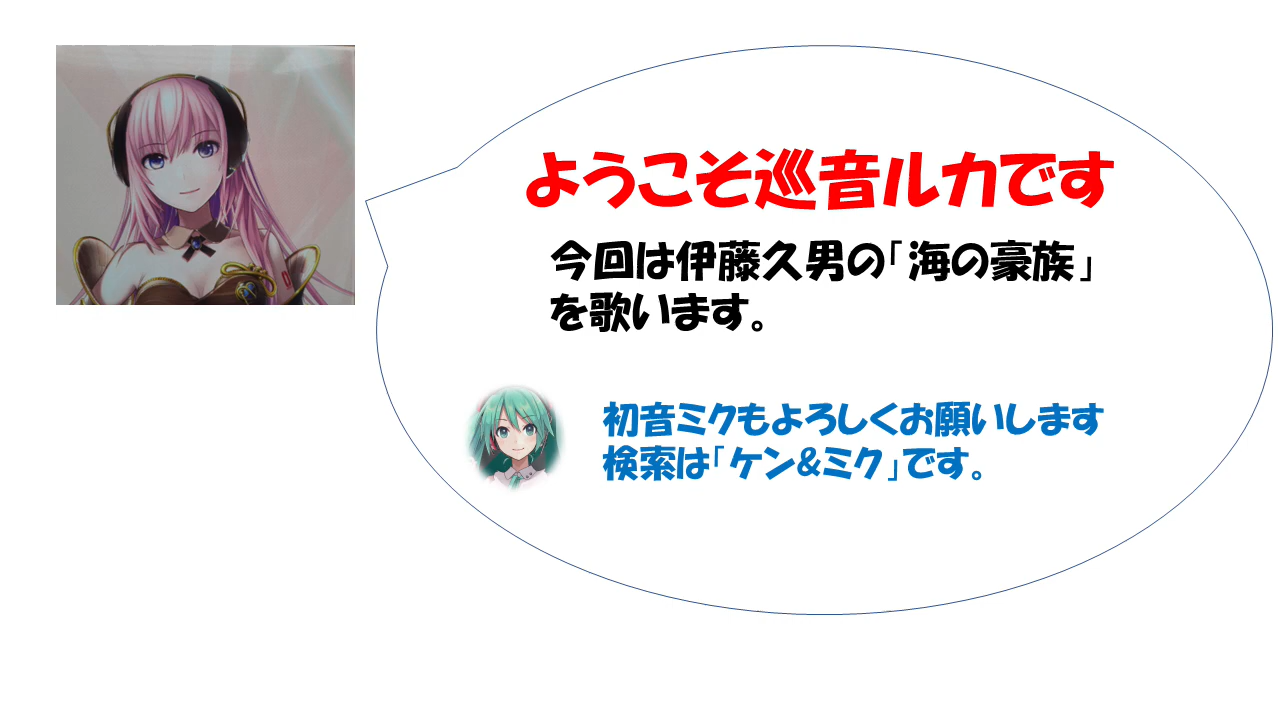 ようこそ巡音ルカです
今回は伊藤久男の「海の豪族」
を歌います。
初音ミクもよろしくお願いします
検索は「ケン&ミク」です。